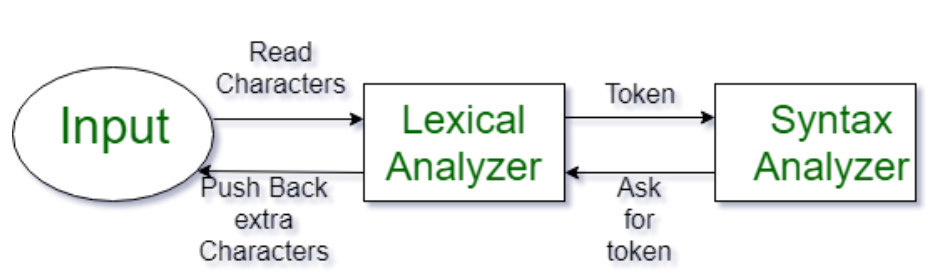 Read
Characters
Input
Lexical
Analyzer
Token
Syntax
Analyzer
Push Back
extra
Characters
Ask
for
token